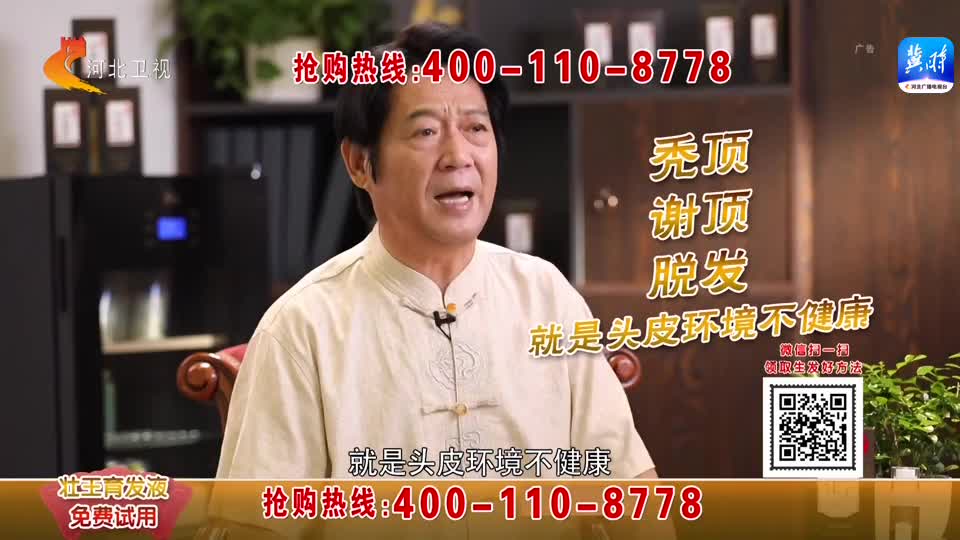 河北卫视
抢购热线:400-110-8778
广告
冀时
河北广播电视台
秃顶
谢顶
脱发
就是头皮环境不健康
微信扫一扫
领取生发好方法
就是头皮环境不健康
壮王育发液
免费试用
抢购热线:400-110-8778